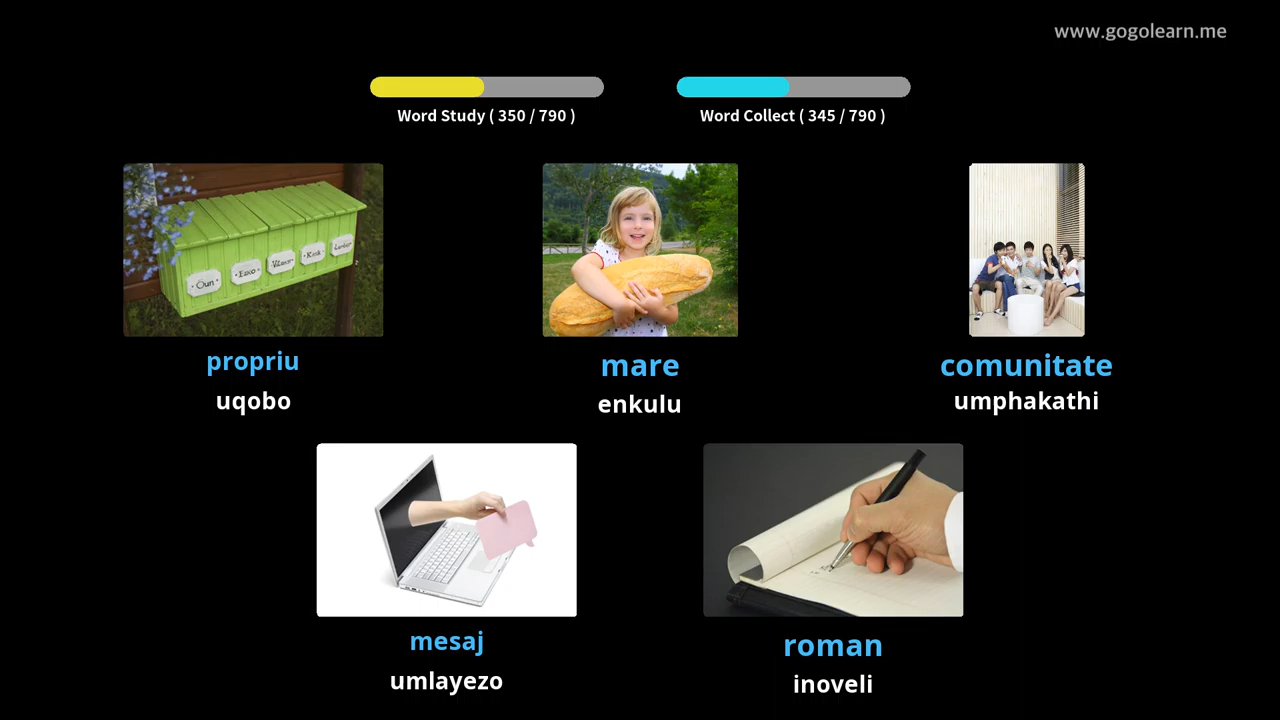 www.gogolearn.me
Word Study ( 350 / 790 )
Word Collect ( 345 / 790 )
propriu
uqobo
mare
enkulu
comunitate
umphakathi
mesaj
umlayezo
roman
inoveli